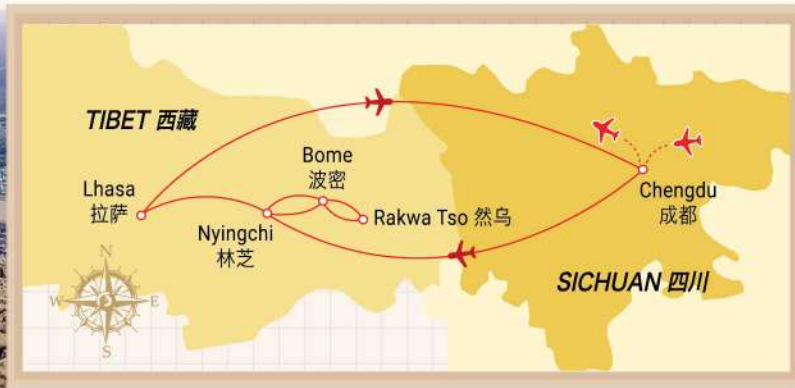 TIBET 西藏
Bome
波密
Lhasa
拉萨
Rakwa Tso 然乌
Nyingchi
林芝
Chengdu
成都
SICHUAN 四川
N
W
E
S